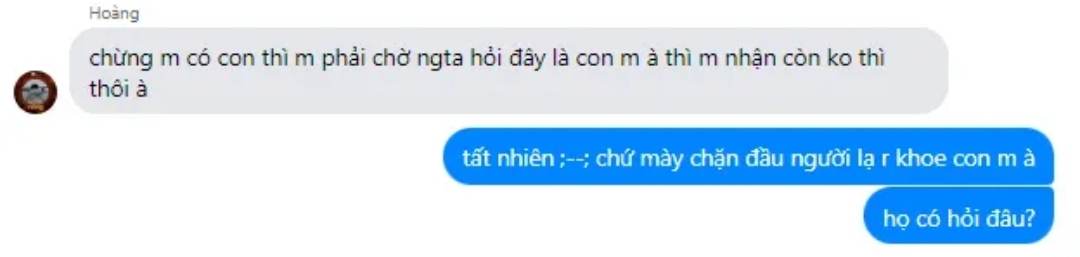 Hoàng
chừng m có con thì m phải chờ ngta hỏi đây là con m à thì m nhận còn ko thì
thôi à
tất nhiên ;--; chứ mày chặn đầu người lạ r khoe con m à
họ có hỏi đâu?